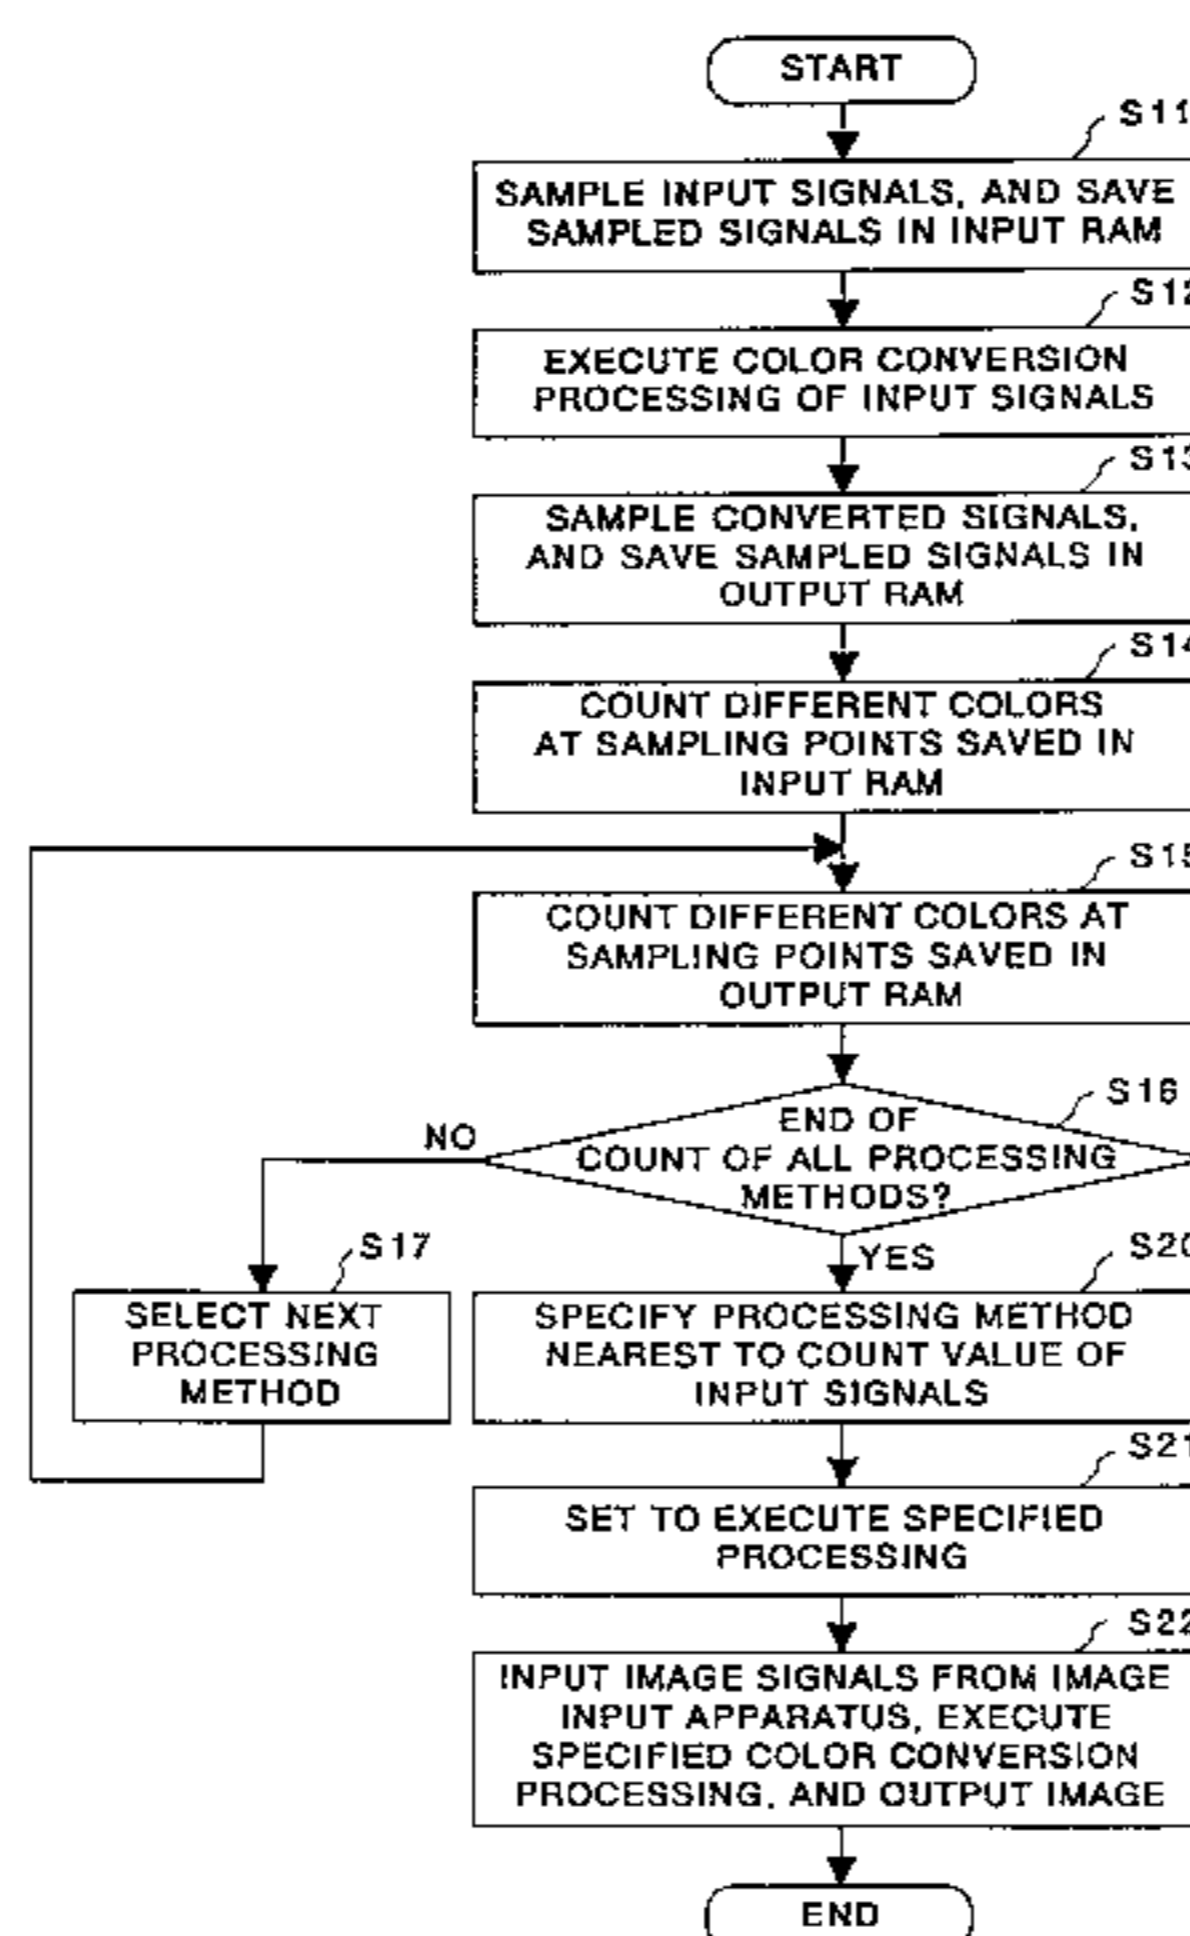 START
S11
SAMPLE INPUT SIGNALS, AND SAVE
SAMPLED SIGNALS IN INPUT RAM
S12
EXECUTE COLOR CONVERSION
PROCESSING OF INPUT SIGNALS
S13
SAMPLE CONVERTED SIGNALS,
AND SAVE SAMPLED SIGNALS IN
OUTPUT RAM
S14
COUNT DIFFERENT COLORS
AT SAMPLING POINTS SAVED IN
INPUT RAM
S15
COUNT DIFFERENT COLORS AT
SAMPLING POINTS SAVED IN
OUTPUT RAM
S16
END OF
COUNT OF ALL PROCESSING
METHODS?
NO
YES
S17
SELECT NEXT
PROCESSING
METHOD
S20
SPECIFY PROCESSING METHOD
NEAREST TO COUNT VALUE OF
INPUT SIGNALS
S21
SET TO EXECUTE SPECIFIED
PROCESSING
S22
INPUT IMAGE SIGNALS FROM IMAGE
INPUT APPARATUS, EXECUTE
SPECIFIED COLOR CONVERSION
PROCESSING, AND OUTPUT IMAGE
END